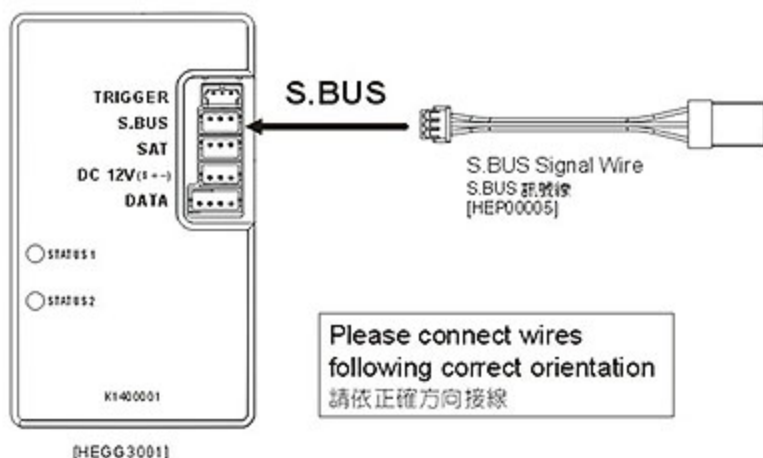 TRIGGER
S.BUS
SAT
DC 12V(S + -)
DATA
STATUS 1
STATUS 2
K1400001
[HEGG3001]
S.BUS
S.BUS Signal Wire
S.BUS 訊號線
[HEP00005]
Please connect wires
following correct orientation
請依正確方向接線